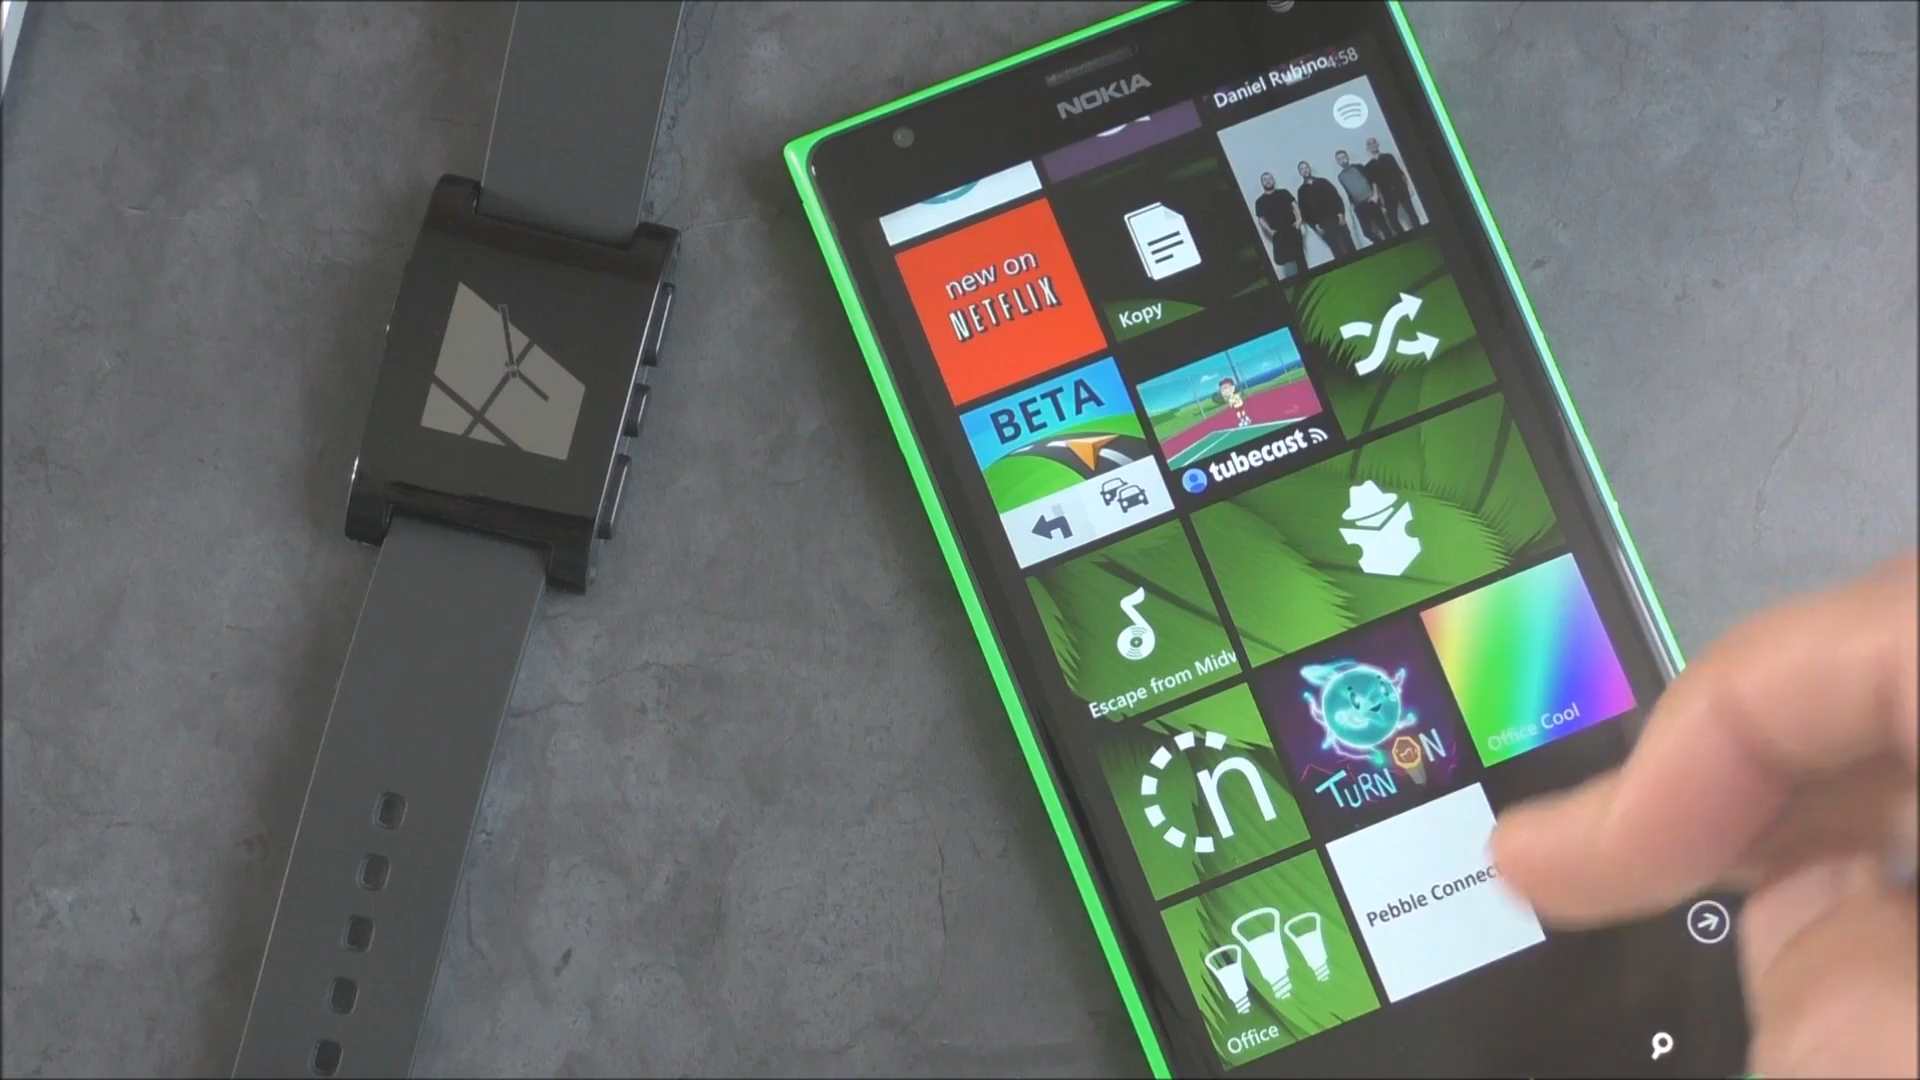 NOKIA
Daniel Rubino
4:58
new on
NETFLIX
Kopy
BETA
tubecast
Escape from Midw
n
TURN ON
Office Cool
Pebble Connec
Office